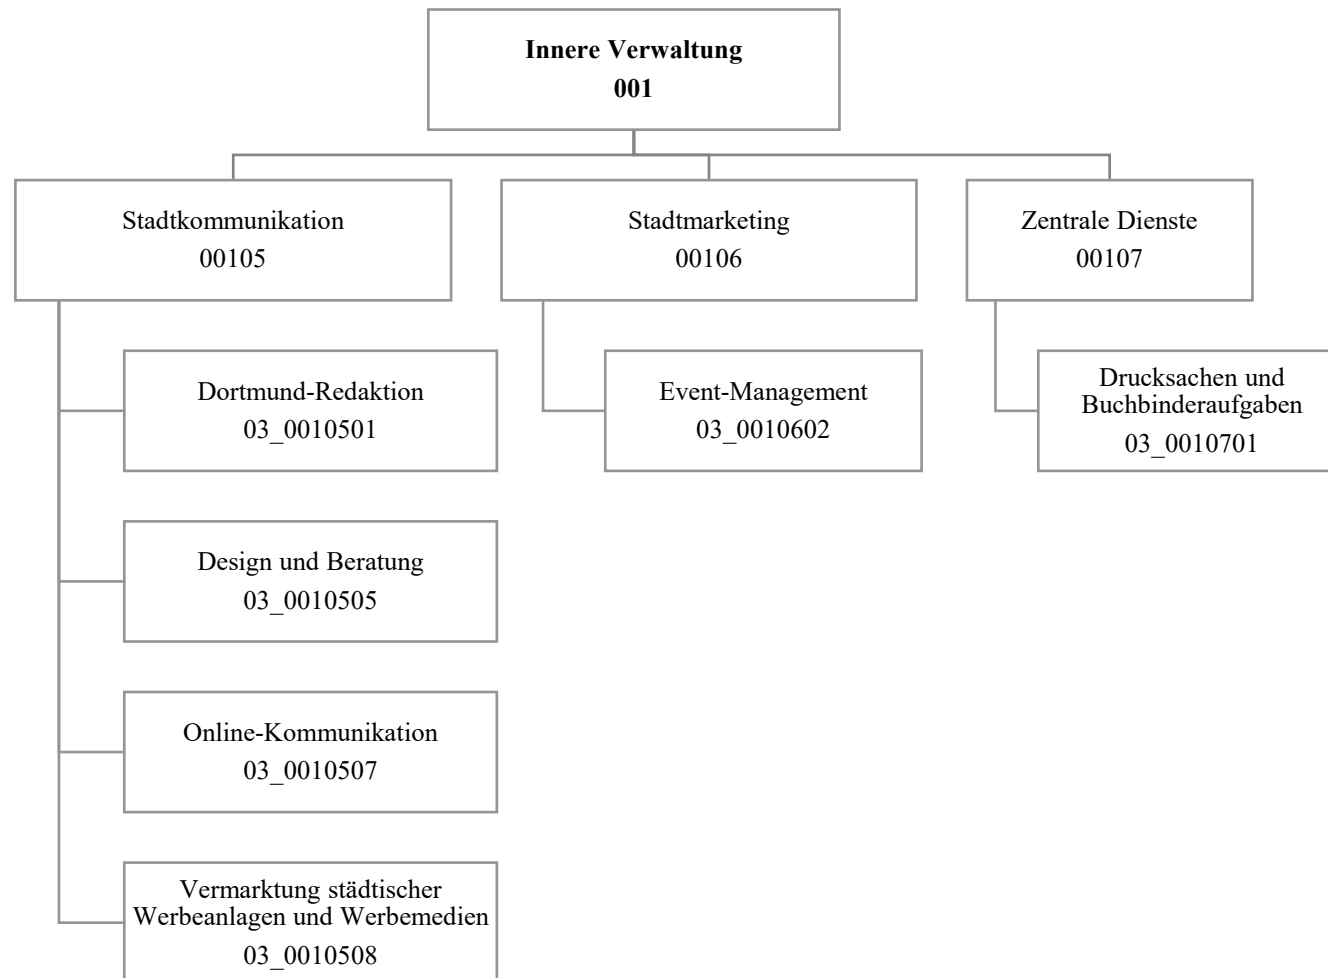 Innere Verwaltung
001
Stadtkommunikation
00105
Stadtmarketing
00106
Zentrale Dienste
00107
Dortmund-Redaktion
03_0010501
Event-Management
03_0010602
Drucksachen und
Buchbinderaufgaben
03_0010701
Design und Beratung
03_0010505
Online-Kommunikation
03_0010507
Vermarktung städtischer
Werbeanlagen und Werbemedien
03_0010508